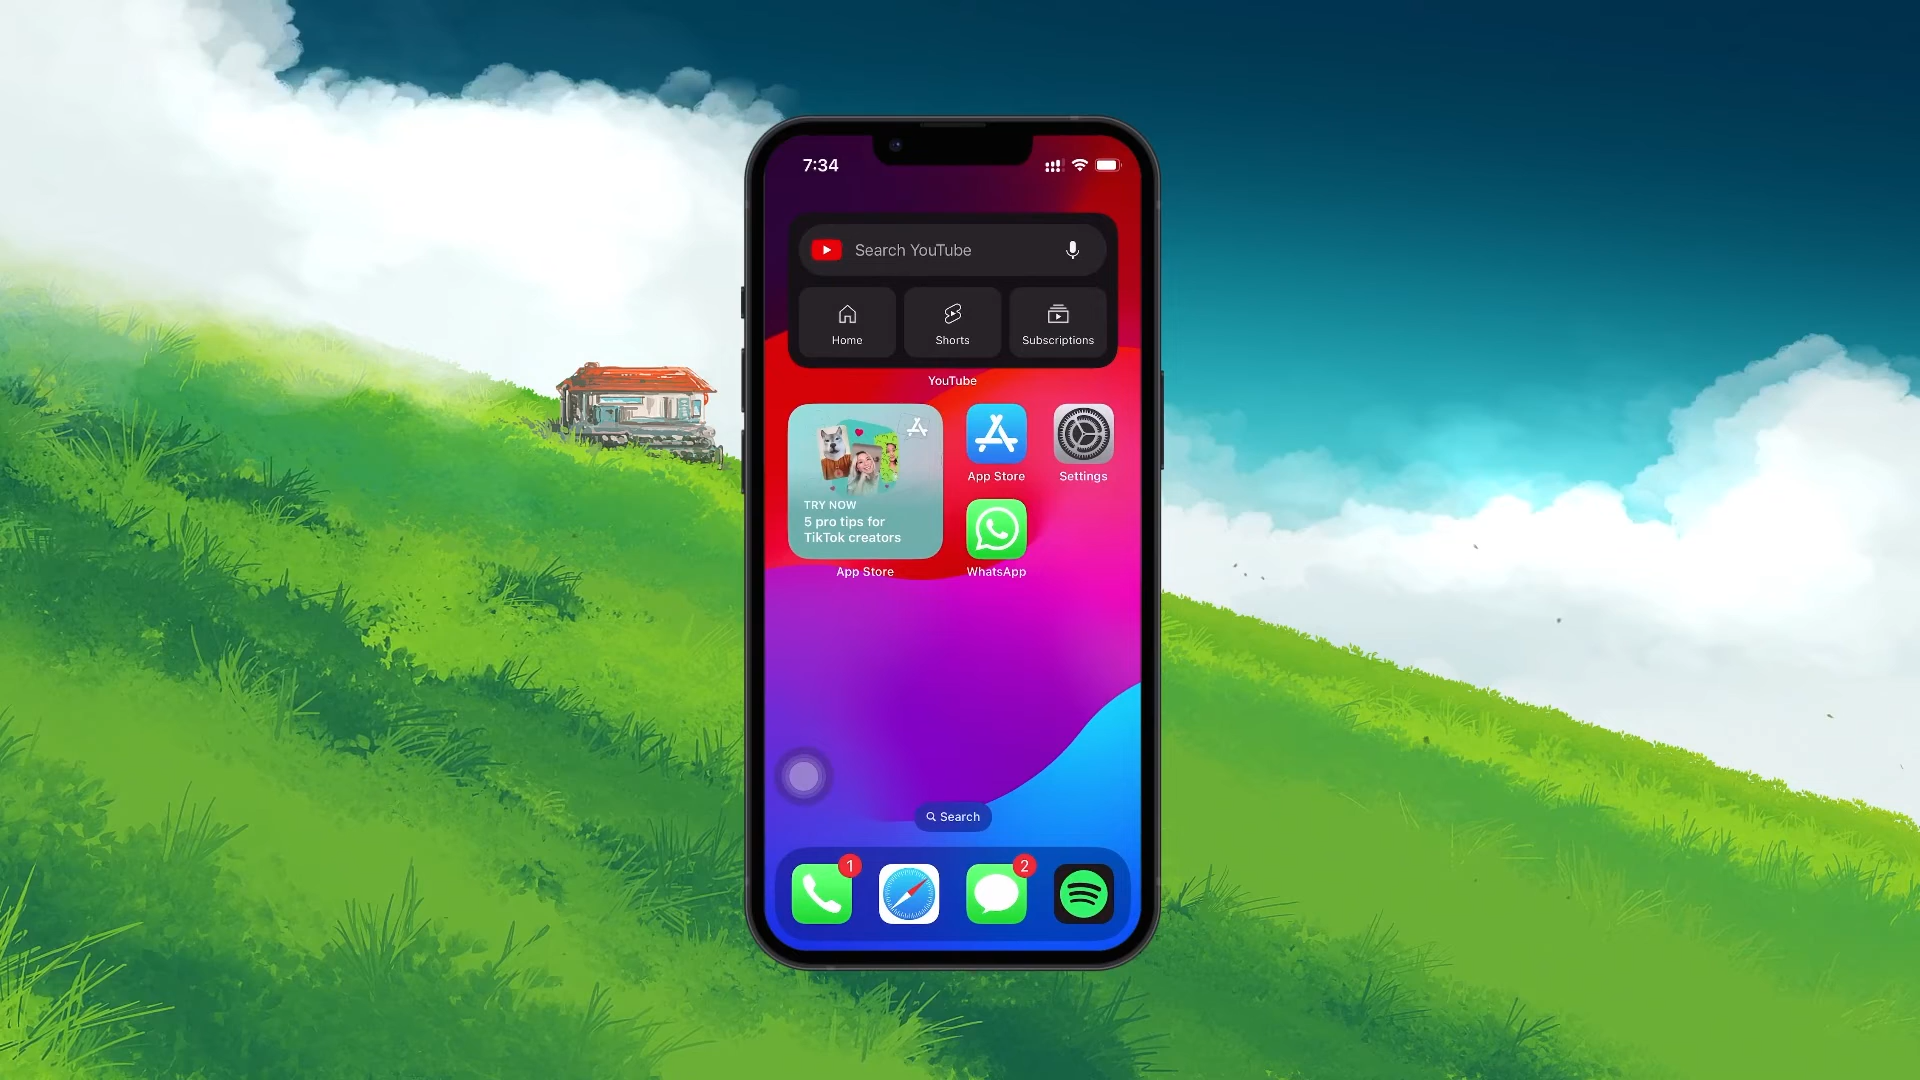 7:34
Search YouTube
Home
Shorts
Subscriptions
YouTube
TRY NOW
5 pro tips for
TikTok creators
App Store
App Store
Settings
WhatsApp
Search
1
2